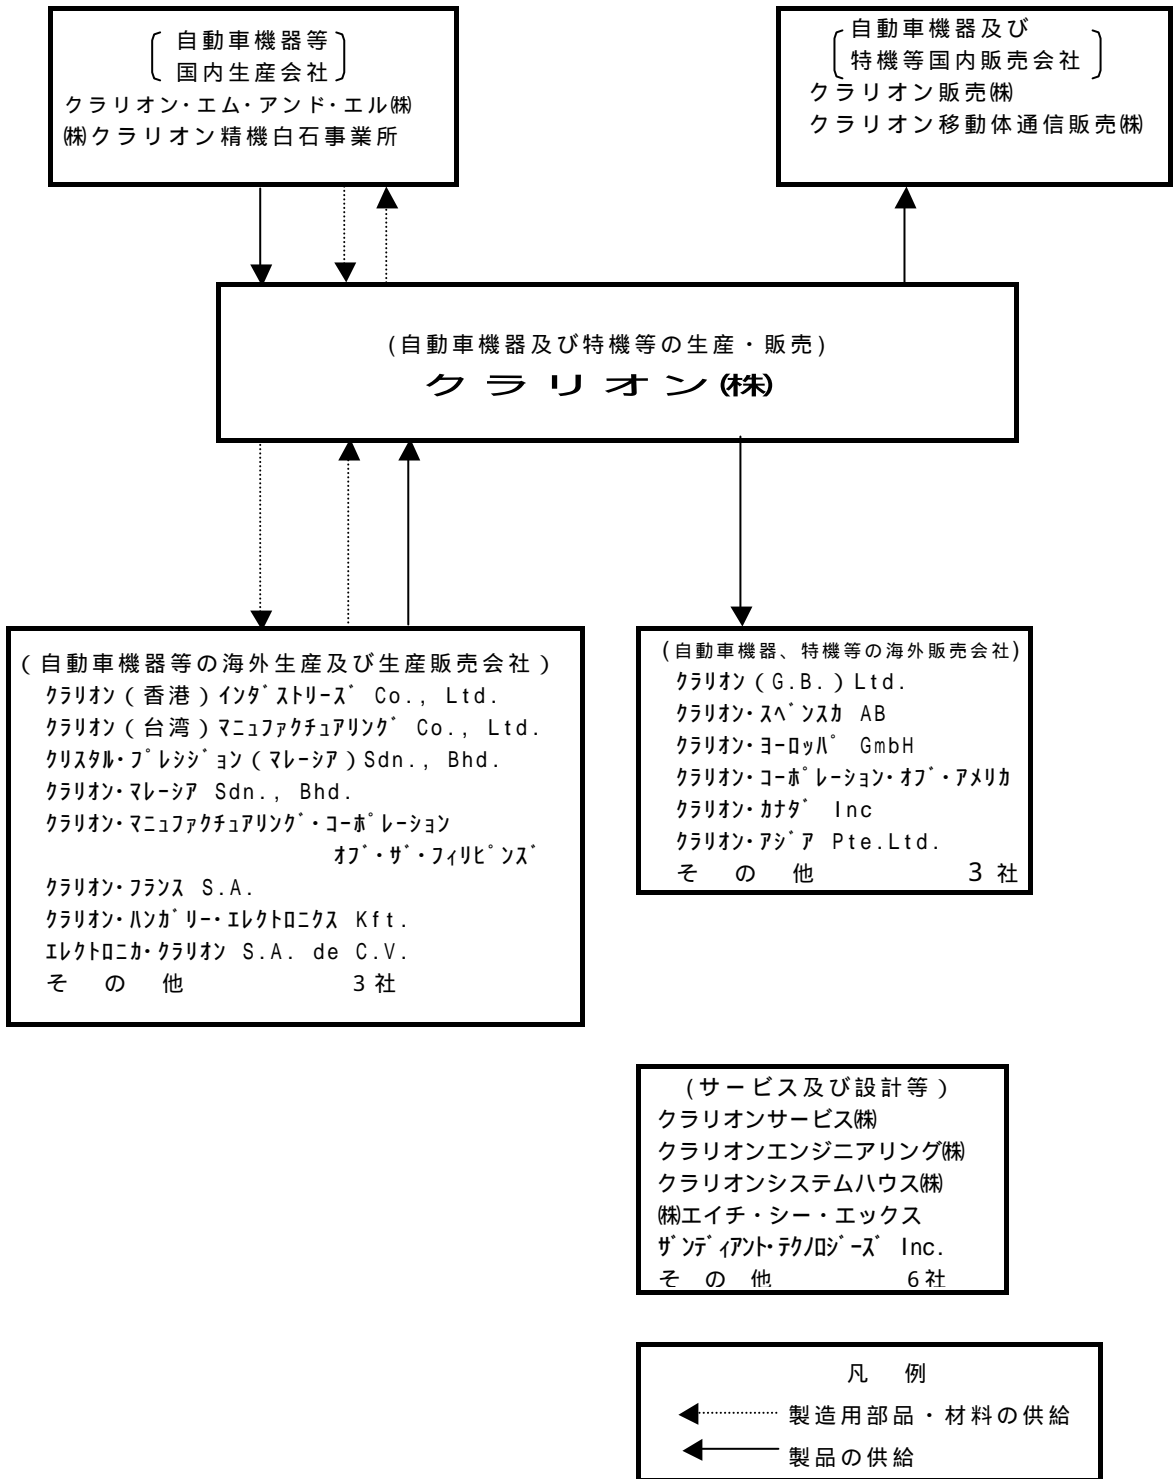 自動車機器等
国内生産会社
クラリオン・エム・アンド・エル㈱
㈱クラリオン精機白石事業所
自動車機器及び
特機等国内販売会社
クラリオン販売㈱
クラリオン移動体通信販売㈱
(自動車機器及び特機等の生産・販売)
クラリオン㈱
(自動車機器等の海外生産及び生産販売会社)
ｸﾗﾘｵﾝ(香港)ｲﾝﾀﾞｽﾄﾘｰｽﾞ Co., Ltd.
ｸﾗﾘｵﾝ(台湾)ﾏﾆｭﾌｧｸﾁｭｱﾘﾝｸﾞ Co., Ltd.
ｸﾘｽﾀﾙ・ﾌﾟﾚｼｼﾞｮﾝ(ﾏﾚｰｼｱ)Sdn., Bhd.
ｸﾗﾘｵﾝ・ﾏﾚｰｼｱ Sdn., Bhd.
ｸﾗﾘｵﾝ・ﾏﾆｭﾌｧｸﾁｭｱﾘﾝｸﾞ・ｺｰﾎﾟﾚｰｼｮﾝ
ｵﾌﾞ・ｻﾞ・ﾌｨﾘﾋﾟﾝｽﾞ
ｸﾗﾘｵﾝ・ﾌﾗﾝｽ S.A.
ｸﾗﾘｵﾝ・ﾊﾝｶﾞﾘｰ・ｴﾚｸﾄﾛﾆｸｽ Kft.
ｴﾚｸﾄﾛﾆｶ・ｸﾗﾘｵﾝ S.A. de C.V.
その他 3社
(自動車機器、特機等の海外販売会社)
ｸﾗﾘｵﾝ(G.B.)Ltd.
ｸﾗﾘｵﾝ・ｽﾍﾞﾝｽｶ AB
ｸﾗﾘｵﾝ・ﾖｰﾛｯﾊﾟ GmbH
ｸﾗﾘｵﾝ・ｺｰﾎﾟﾚｰｼｮﾝ・ｵﾌﾞ・ｱﾒﾘｶ
ｸﾗﾘｵﾝ・ｶﾅﾀﾞ Inc
ｸﾗﾘｵﾝ・ｱｼﾞｱ Pte.Ltd.
その他 3社
(サービス及び設計等)
クラリオンサービス㈱
クラリオンエンジニアリング㈱
クラリオンシステムハウス㈱
㈱エイチ・シー・エックス
ｻﾞﾝﾃﾞｨｱﾝﾄ・ﾃｸﾉﾛｼﾞｰｽﾞ Inc.
その他 6社
凡例
製造用部品・材料の供給
製品の供給